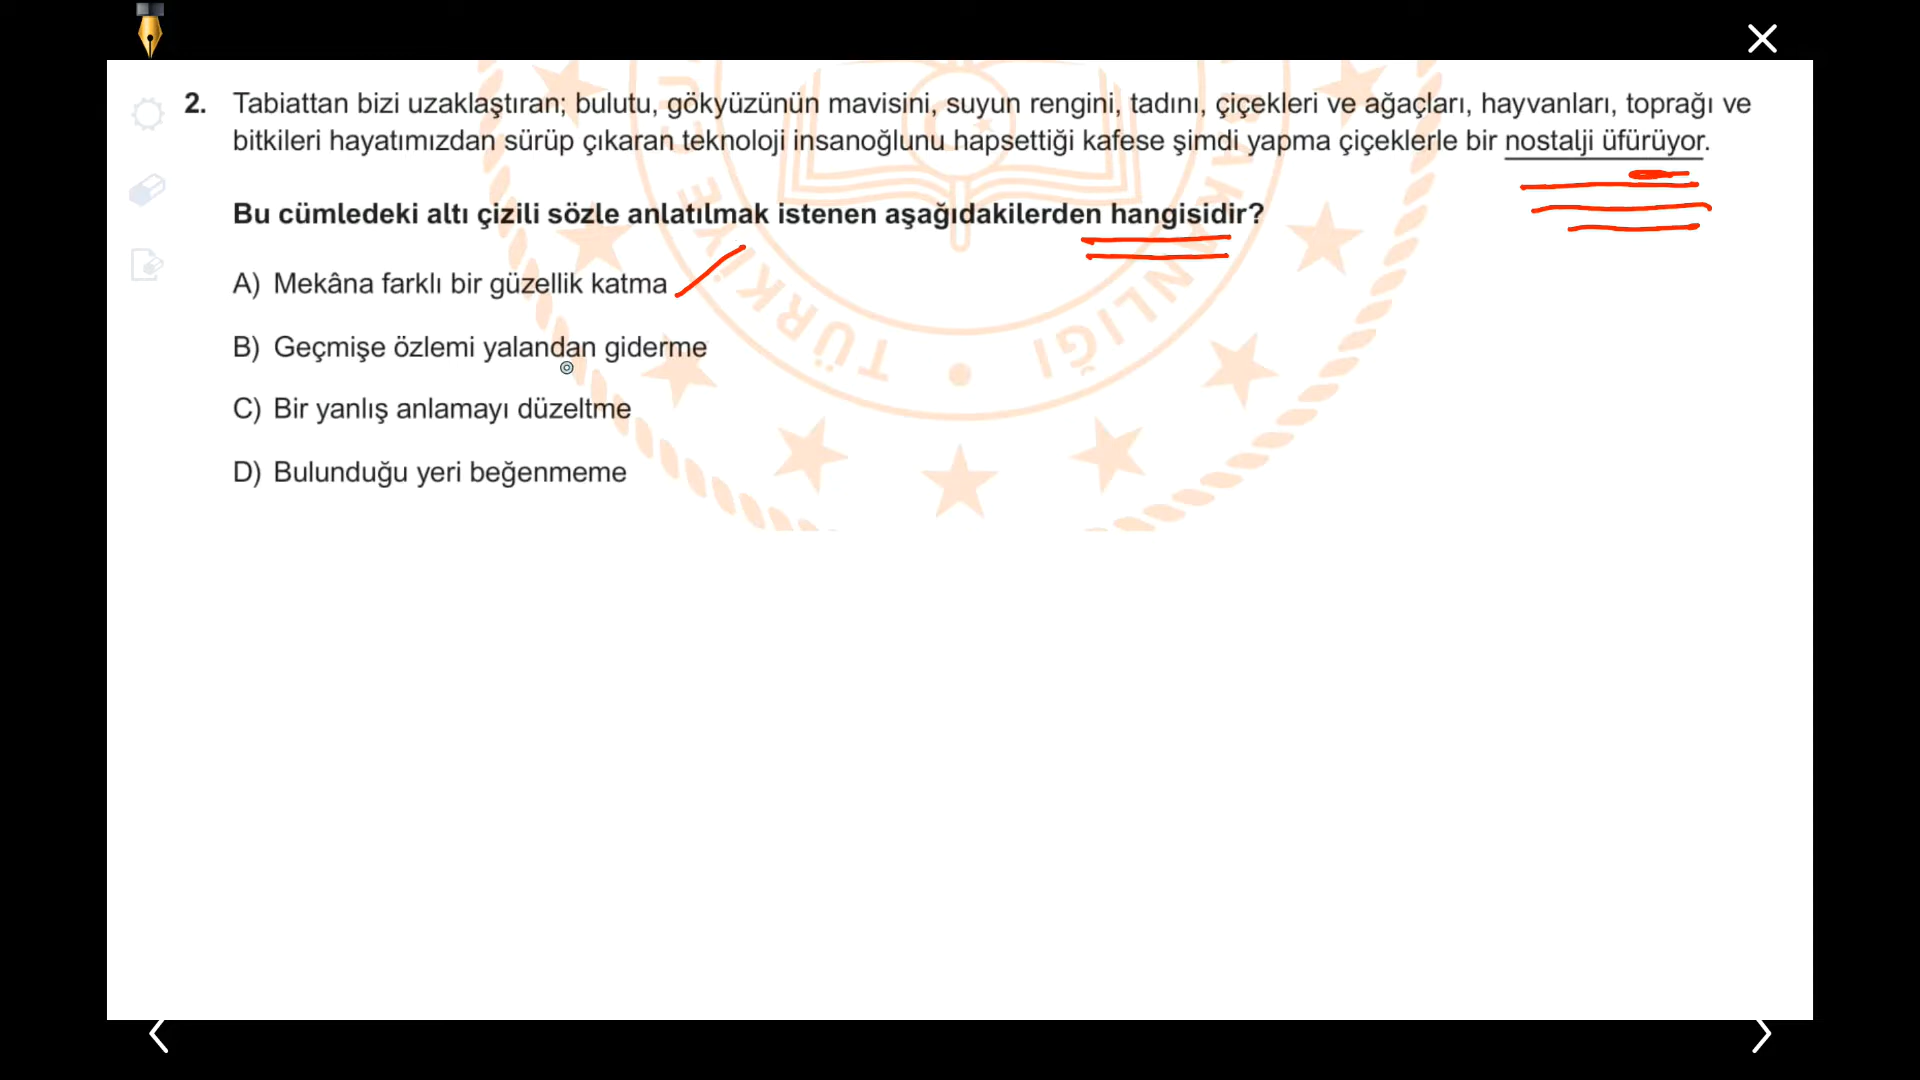 2. Tabiattan bizi uzaklaştıran; bulutu, gökyüzünün mavisini, suyun rengini, tadını, çiçekleri ve ağaçları, hayvanları, toprağı ve
bitkileri hayatımızdan sürüp çıkaran teknoloji insanoğlunu hapsettiği kafese şimdi yapma çiçeklerle bir nostalji üfürüyor.
Bu cümledeki altı çizili sözle anlatılmak istenen aşağıdakilerden hangisidir?
A) Mekâna farklı bir güzellik katma
B) Geçmişe özlemi yalandan giderme
C) Bir yanlış anlamayı düzeltme
D) Bulunduğu yeri beğenmeme
TÜRKİYE